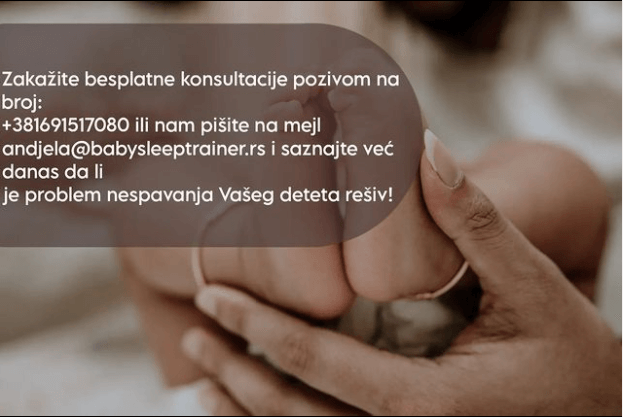 Zakažite besplatne konsultacije pozivom na
broj:
+381691517080 ili nam pišite na mejl
andjela@babysleeptrainer.rs i saznajte već
danas da li
je problem nespavanja Vašeg deteta rešiv!